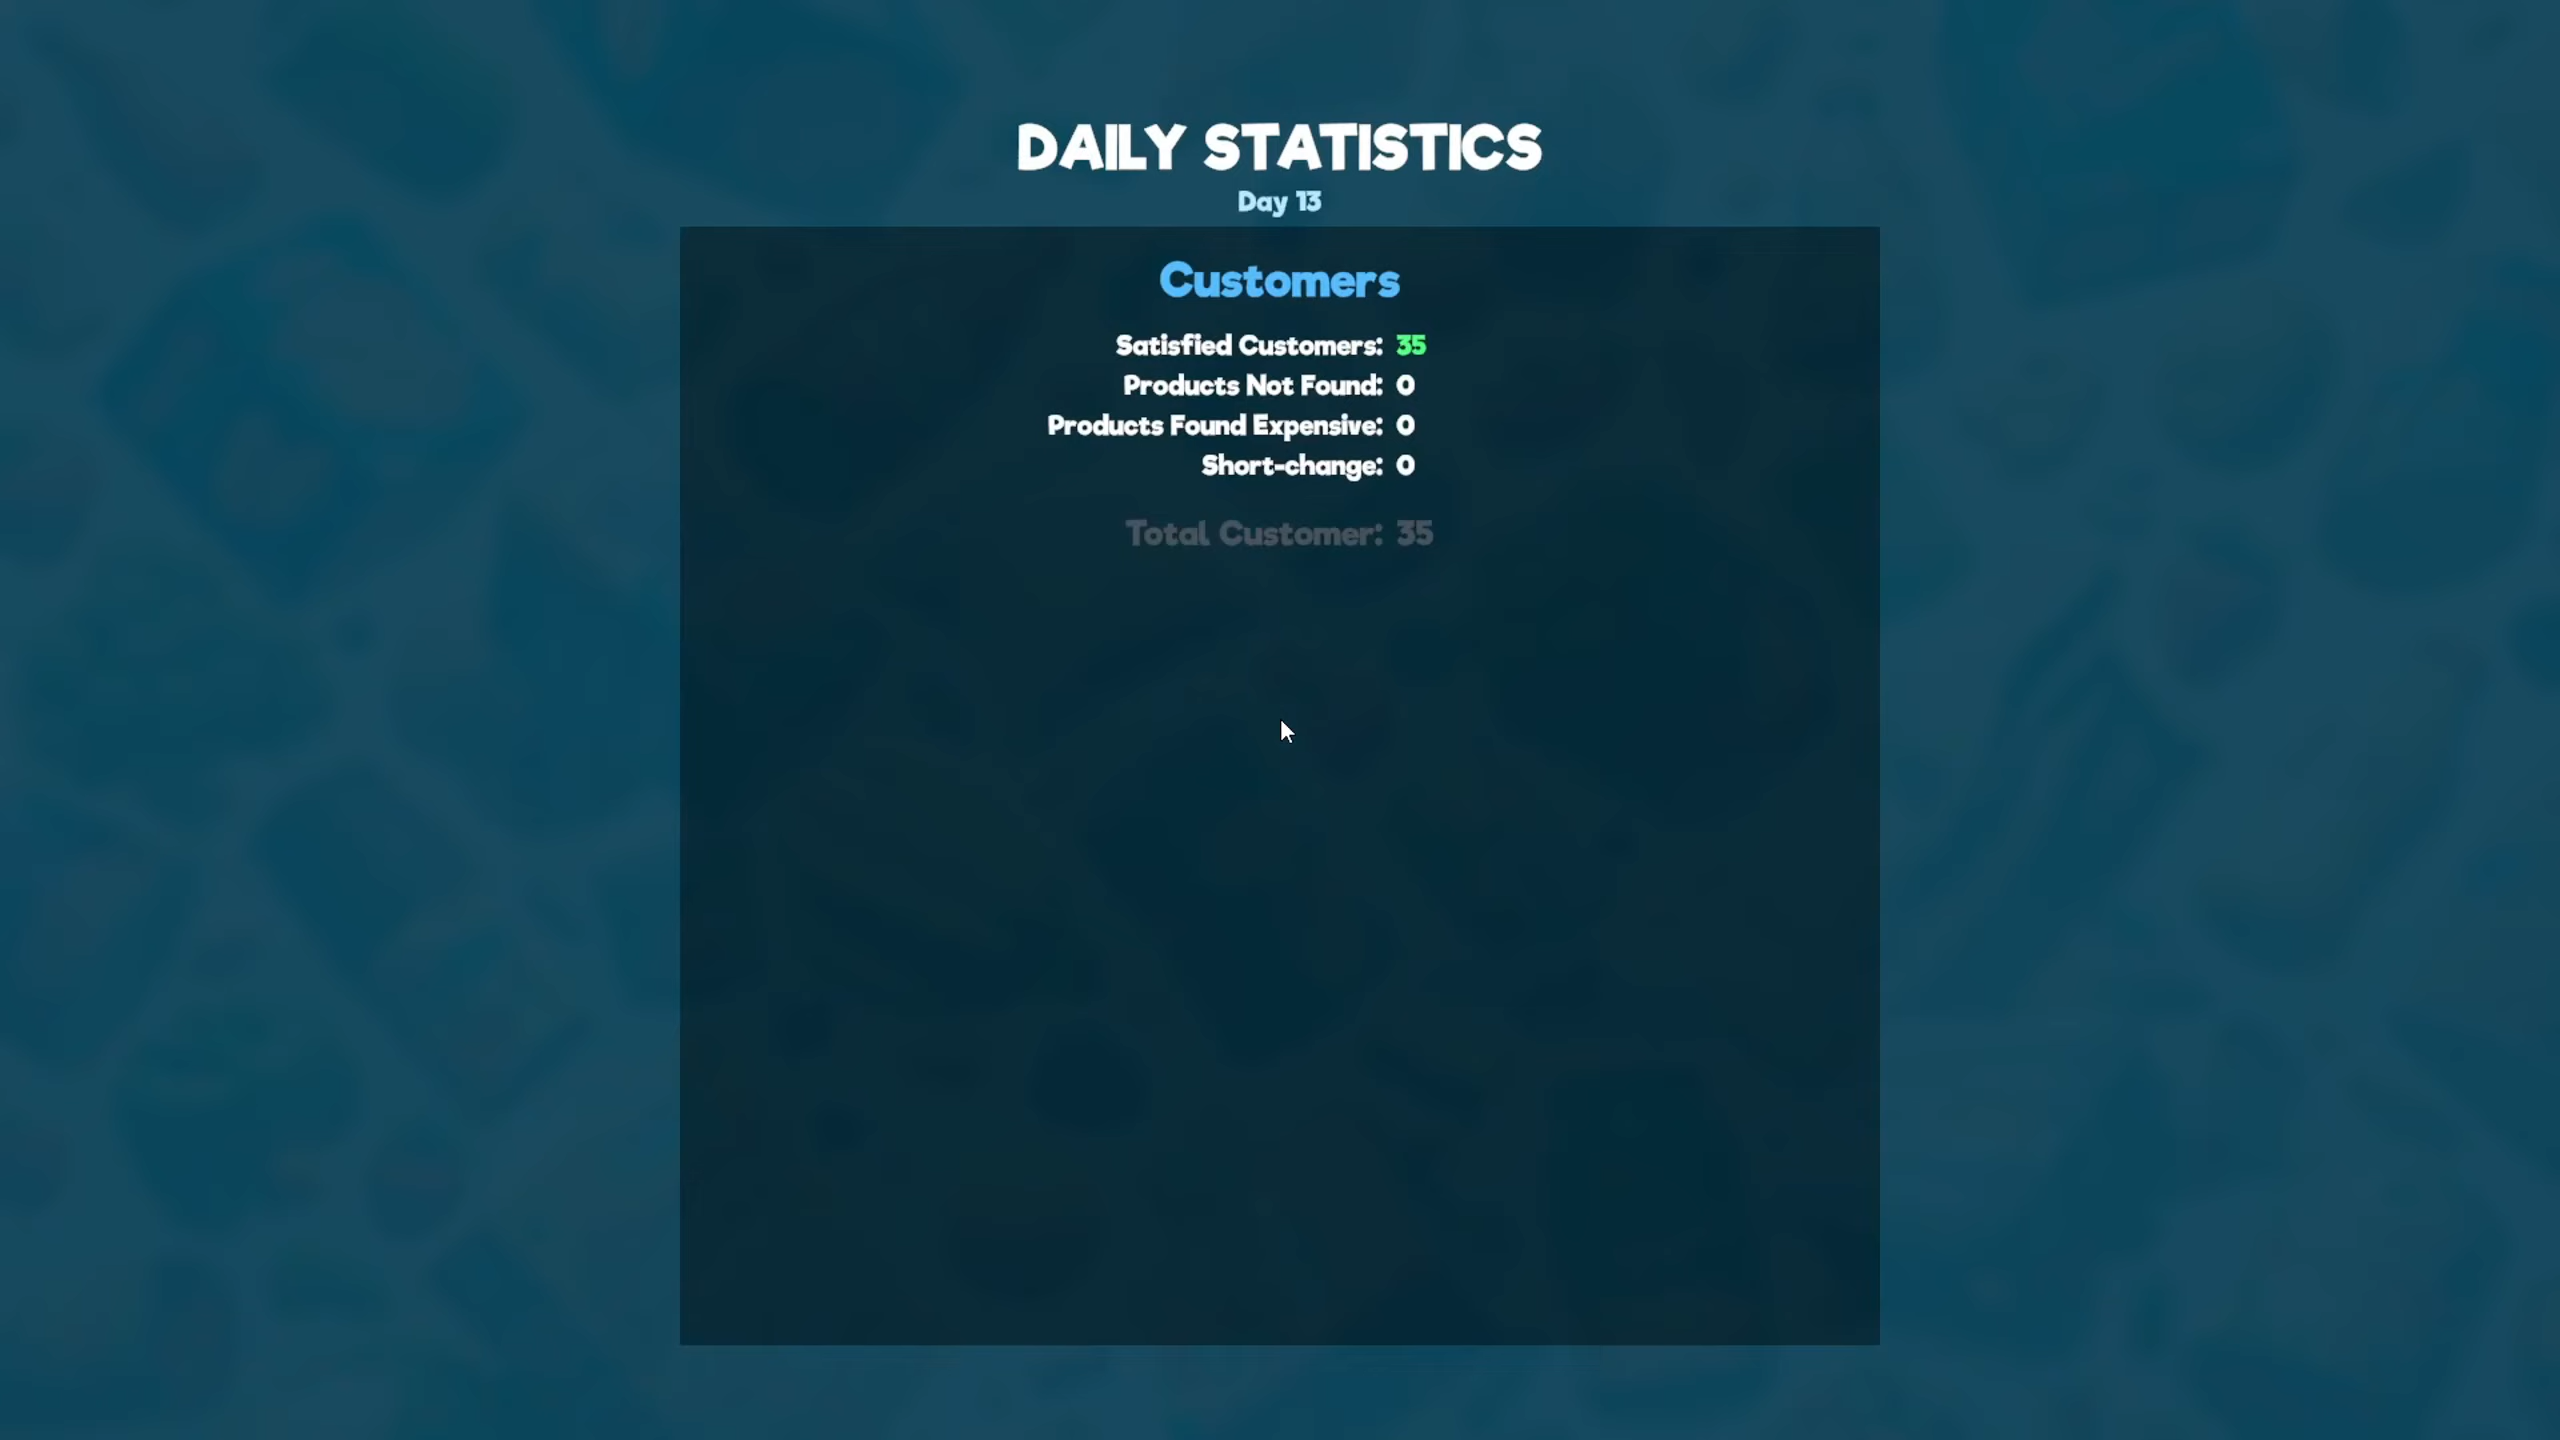 DAILY STATISTICS
Day 13
Customers
Satisfied Customers: 35
Products Not Found: 0
Products Found Expensive: 0
Short-change: 0
Total Customer: 35